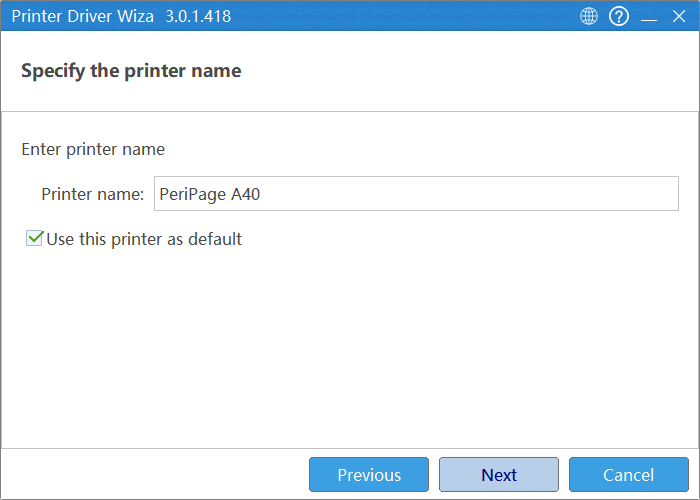 Printer Driver Wiza 3.0.1.418
Specify the printer name
Enter printer name
Printer name: PeriPage A40
Use this printer as default
Previous Next Cancel